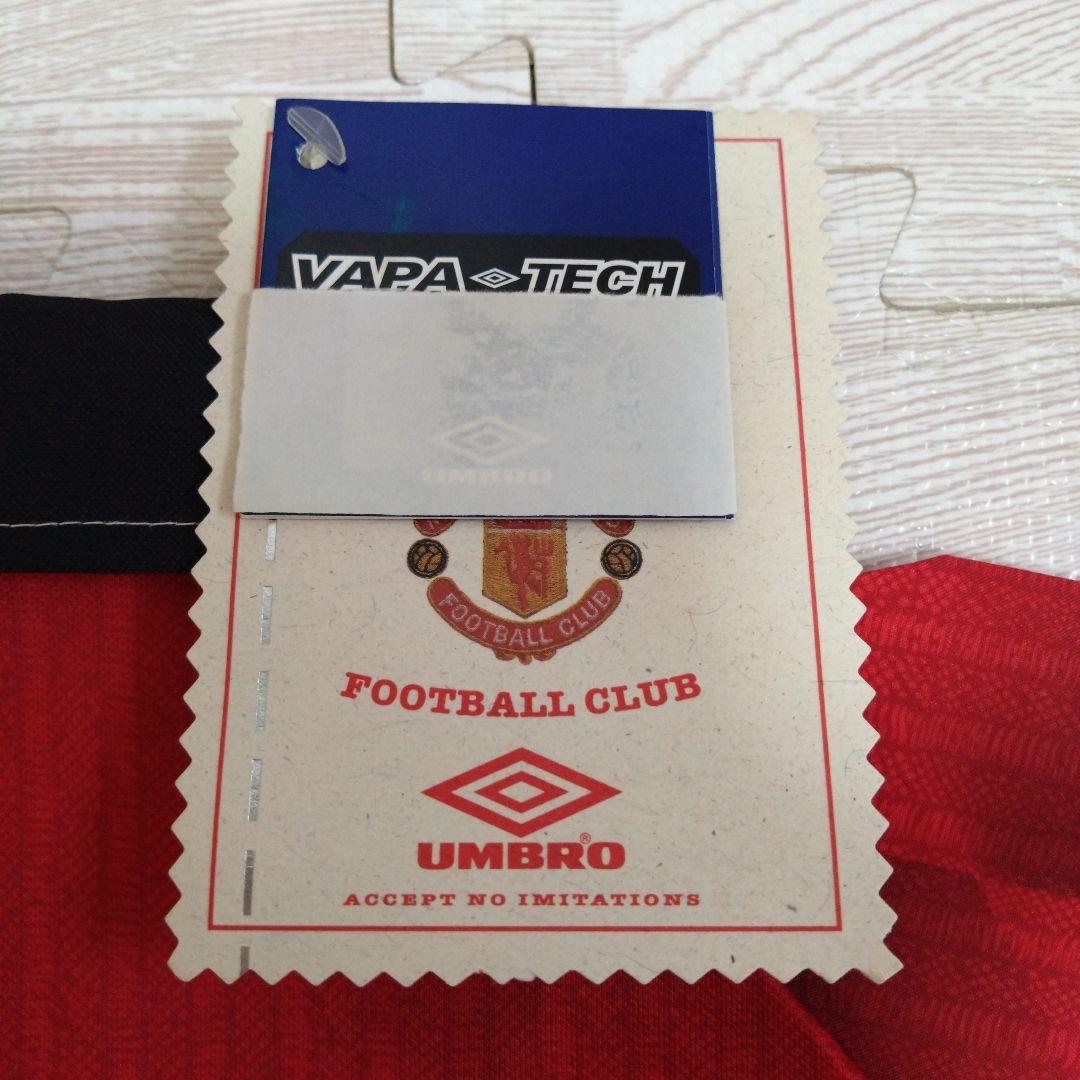 VAPA TECH
UMBRO
FOOTBALL CLUB
FOOTBALL CLUB
UMBRO®
ACCEPT NO IMITATIONS